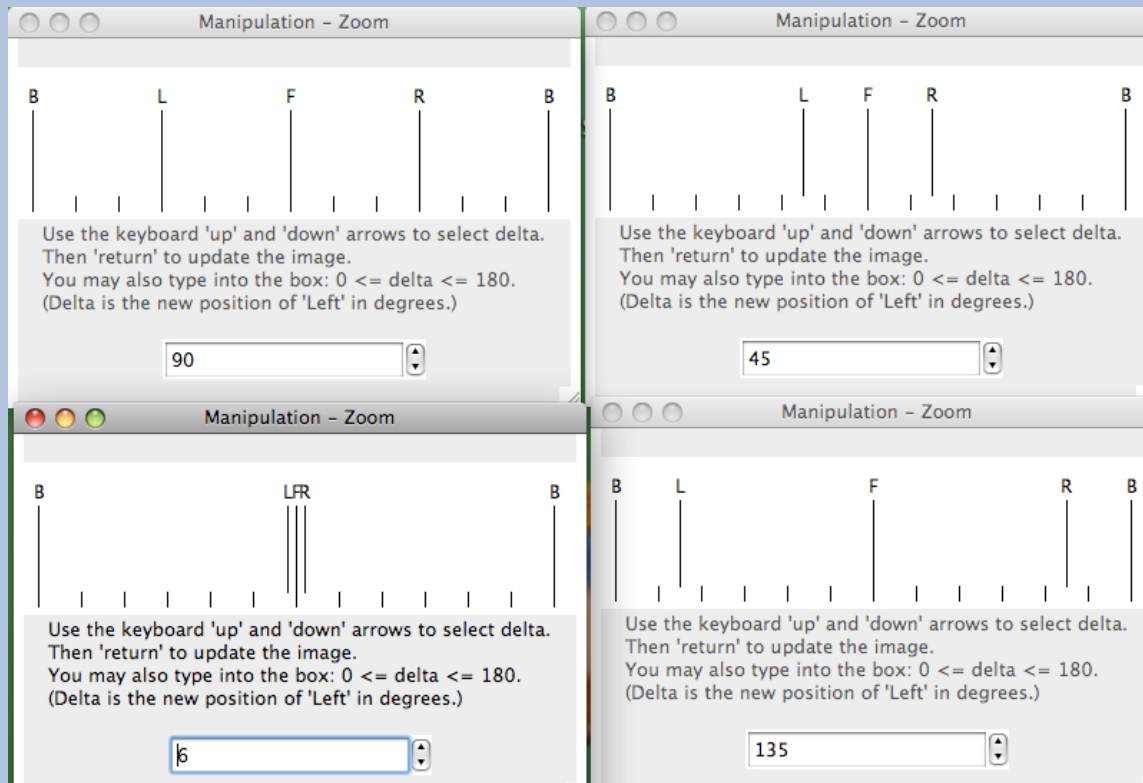 Manipulation – Zoom
B L F R B
Use the keyboard 'up' and 'down' arrows to select delta.
Then 'return' to update the image.
You may also type into the box: 0 <= delta <= 180.
(Delta is the new position of 'Left' in degrees.)
90
Manipulation – Zoom
B L F R B
Use the keyboard 'up' and 'down' arrows to select delta.
Then 'return' to update the image.
You may also type into the box: 0 <= delta <= 180.
(Delta is the new position of 'Left' in degrees.)
45
Manipulation – Zoom
B LFR B
Use the keyboard 'up' and 'down' arrows to select delta.
Then 'return' to update the image.
You may also type into the box: 0 <= delta <= 180.
(Delta is the new position of 'Left' in degrees.)
6
Manipulation – Zoom
B L F R B
Use the keyboard 'up' and 'down' arrows to select delta.
Then 'return' to update the image.
You may also type into the box: 0 <= delta <= 180.
(Delta is the new position of 'Left' in degrees.)
135